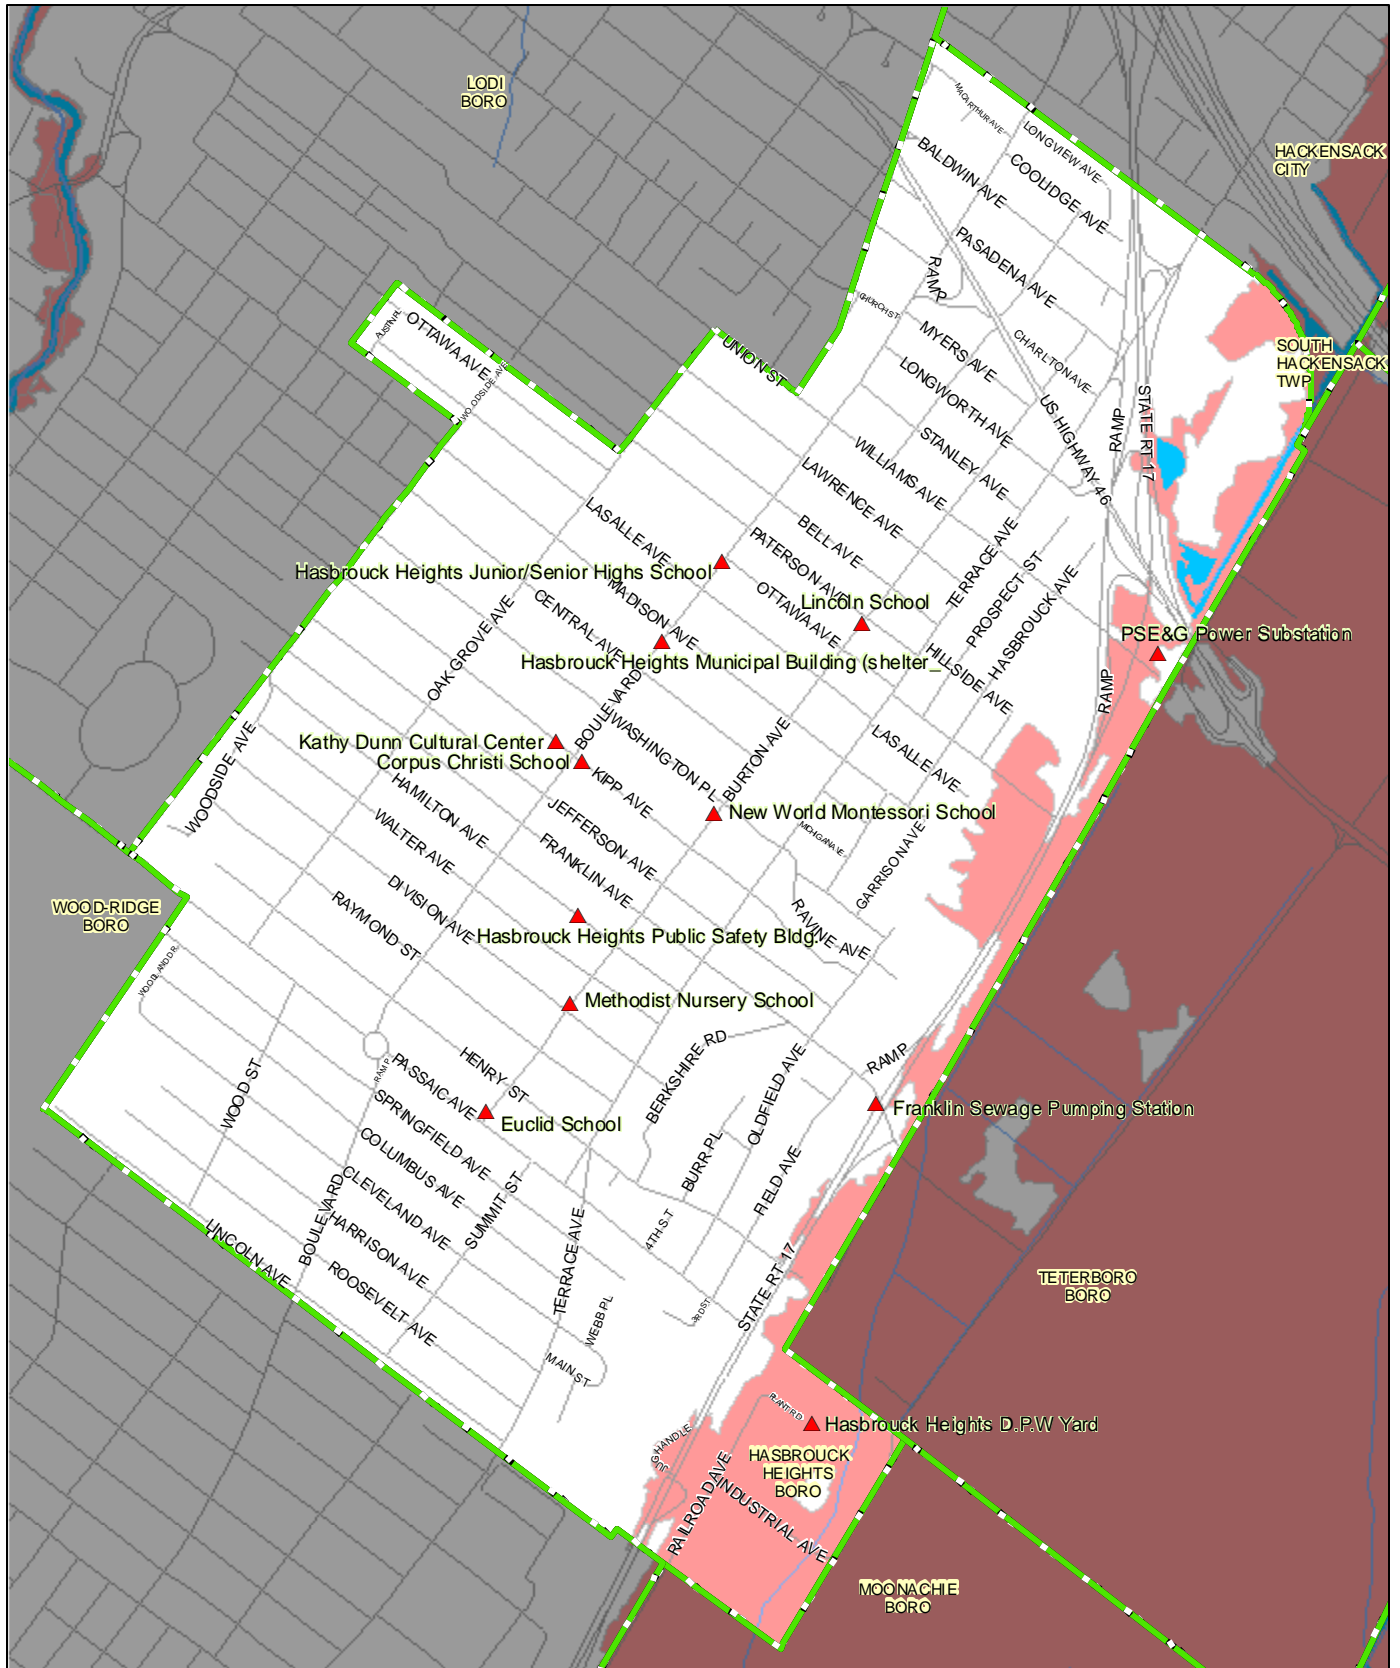 LODI
BORO
HACKENSACK
CITY
MACARTHUR AVE
LONGVIEW AVE
BALDWIN AVE
COOLIDGE AVE
PASADENA AVE
RAMP
CHURCH ST
AUSTIN PL
OTTAWA AVE
WOODSIDE AVE
UNION ST
MYERS AVE
CHARLTON AVE
SOUTH
HACKENSACK
TWP
LONGWORTH AVE
US HIGHWAY 46
RAMP
STATE RT 17
STANLEY AVE
WILLIAMS AVE
LAWRENCE AVE
LASALLE AVE
BELL AVE
PATERSON AVE
TERRACE AVE
Hasbrouck Heights Junior/Senior Highs School
OTTAWA AVE
PROSPECT ST
HASBROUCK AVE
MADISON AVE
CENTRAL AVE
Lincoln School
OAK GROVE AVE
PSE&G Power Substation
HILLSIDE AVE
Hasbrouck Heights Municipal Building (shelter_
RAMP
BOULEVARD
WASHINGTON PL
BURTON AVE
Kathy Dunn Cultural Center
Corpus Christi School
LASALLE AVE
WOODSIDE AVE
KIPP AVE
HAMILTON AVE
JEFFERSON AVE
New World Montessori School
WALTER AVE
FRANKLIN AVE
MICHIGAN AVE
GARRISON AVE
DIVISION AVE
RAYMOND ST
RAVINE AVE
WOOD-RIDGE
BORO
Hasbrouck Heights Public Safety Bldg.
WOODLAND DR
Methodist Nursery School
HENRY ST
BERKSHIRE RD
OLDFIELD AVE
RAMP
RAMP
PASSAIC AVE
WOOD ST
SPRINGFIELD AVE
Franklin Sewage Pumping Station
Euclid School
COLUMBUS AVE
BURR PL
FIELD AVE
CLEVELAND AVE
SUMMIT ST
BOULEVARD
4TH ST
HARRISON AVE
LINCOLN AVE
TERRACE AVE
STATE RT 17
TETERBORO
BORO
ROOSEVELT AVE
WEBB PL
3RD ST
MAIN ST
PLANT RD
Hasbrouck Heights D.P.W Yard
JUGHANDLE
HASBROUCK
HEIGHTS
BORO
RAILROAD AVE
INDUSTRIAL AVE
MOONACHIE
BORO